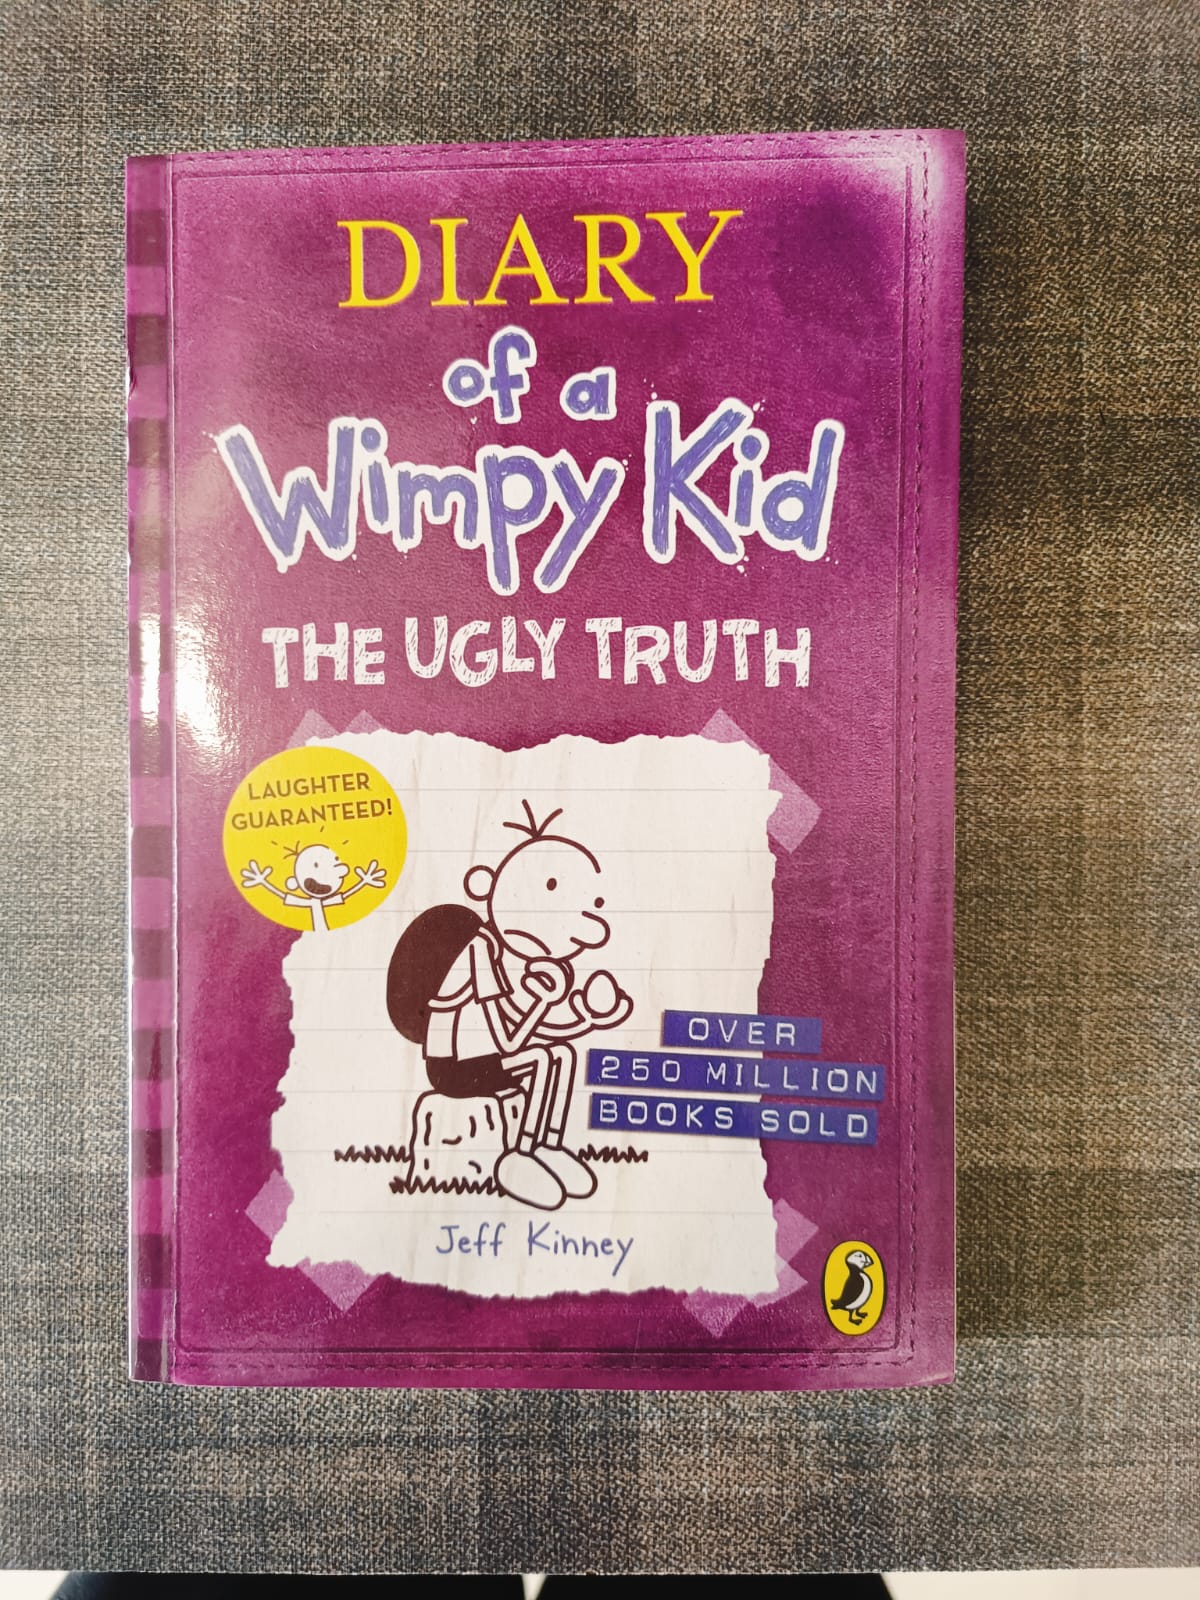 DIARY
of a
Wimpy Kid
THE UGLY TRUTH
LAUGHTER
GUARANTEED!
OVER
250 MILLION
BOOKS SOLD
Jeff Kinney